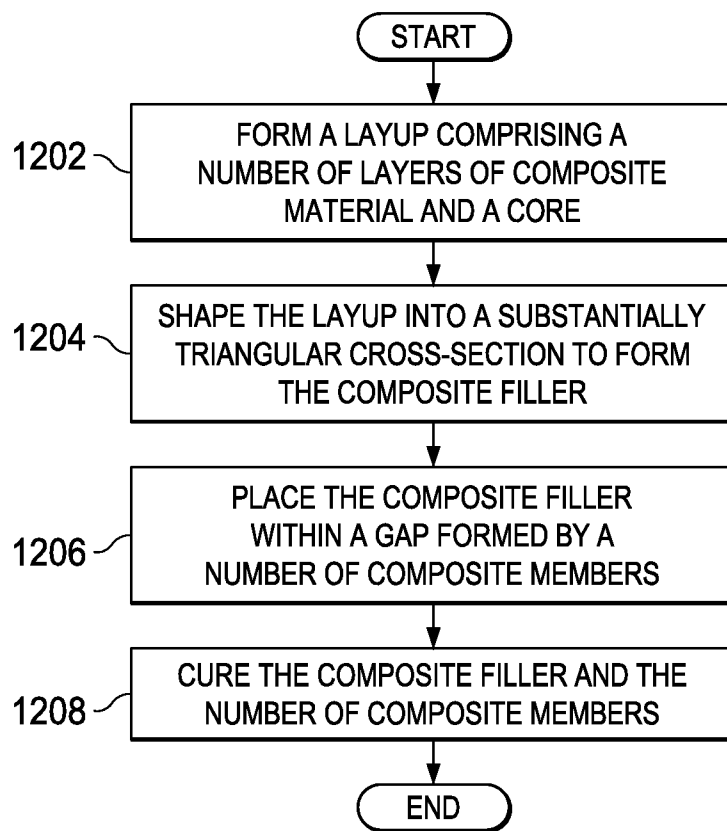 START
1202
FORM A LAYUP COMPRISING A
NUMBER OF LAYERS OF COMPOSITE
MATERIAL AND A CORE
1204
SHAPE THE LAYUP INTO A SUBSTANTIALLY
TRIANGULAR CROSS-SECTION TO FORM
THE COMPOSITE FILLER
1206
PLACE THE COMPOSITE FILLER
WITHIN A GAP FORMED BY A
NUMBER OF COMPOSITE MEMBERS
1208
CURE THE COMPOSITE FILLER AND THE
NUMBER OF COMPOSITE MEMBERS
END